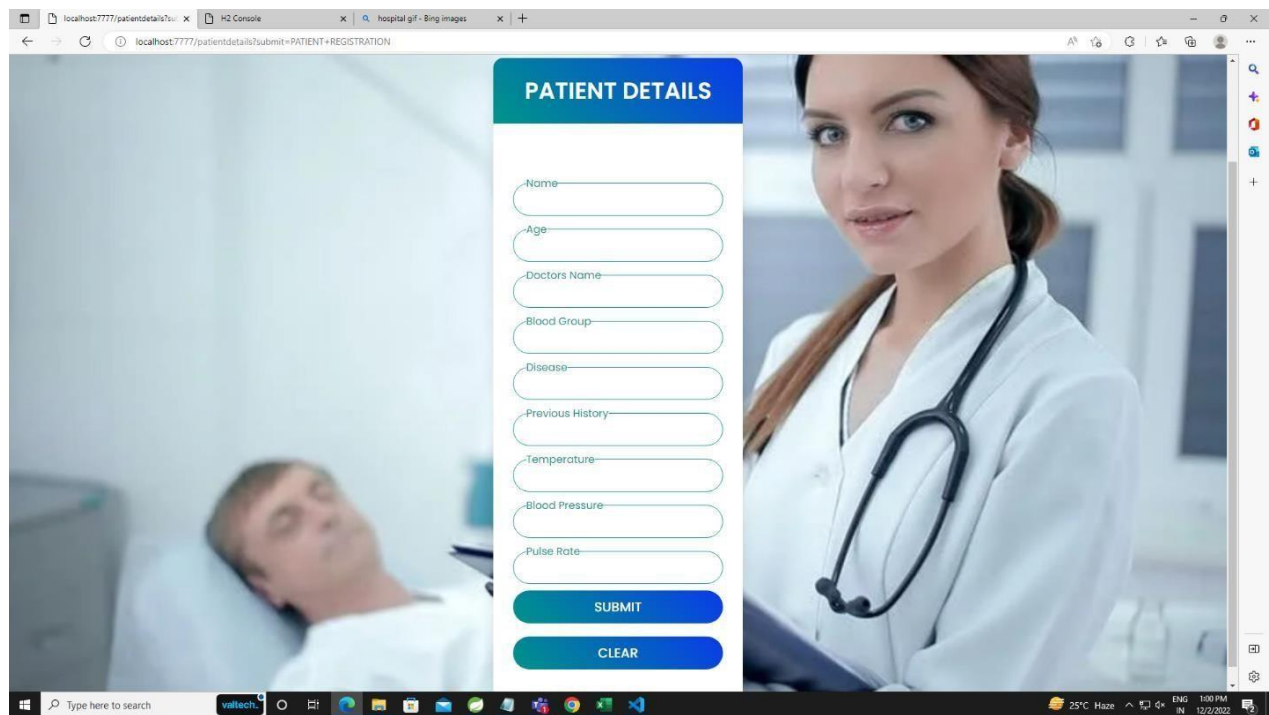 localhost:7777/patientdetails?su
H2 Console
hospital gif - Bing images
localhost:7777/patientdetails?submit=PATIENT+REGISTRATION
PATIENT DETAILS
Name
Age
Doctors Name
Blood Group
Disease
Previous History
Temperature
Blood Pressure
Pulse Rate
SUBMIT
CLEAR
Type here to search
valtech.
25°C Haze
ENG
IN
1:00 PM
12/2/2022